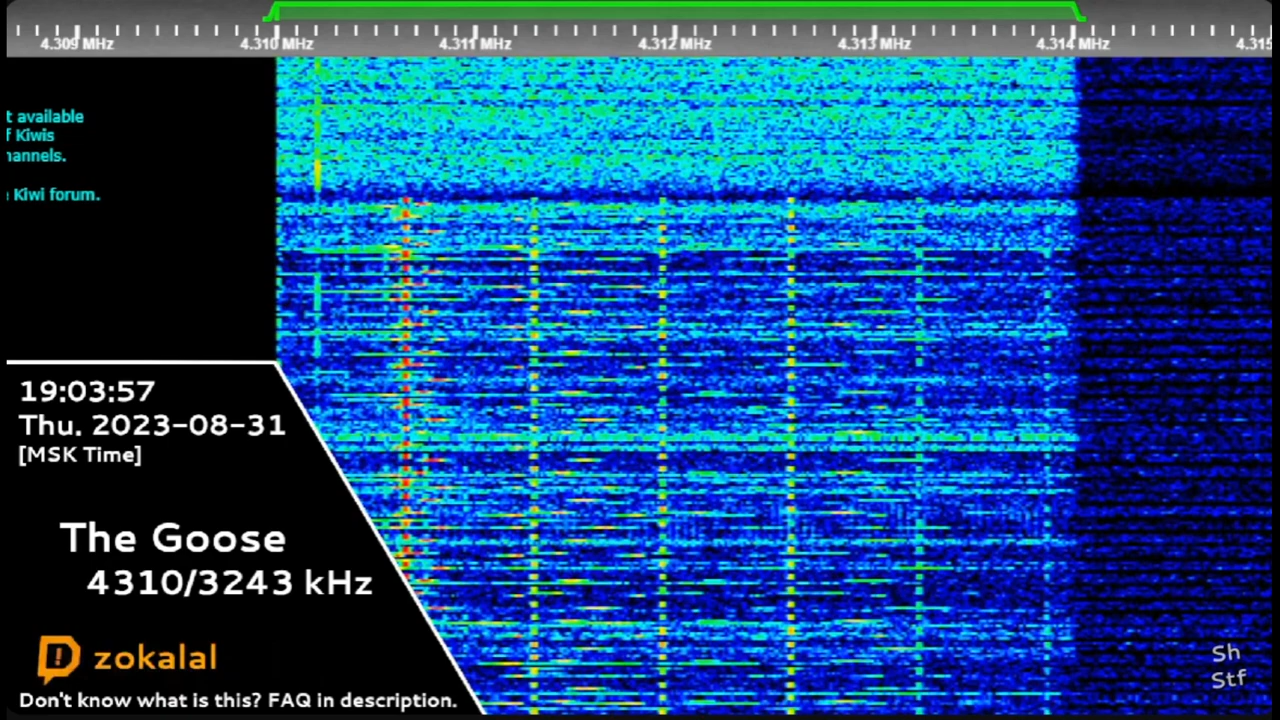 4.309 MHz 4.310 MHz 4.311 MHz 4.312 MHz 4.313 MHz 4.314 MHz 4.315
t available
f Kiwis
hannels.
Kiwi forum.
19:03:57
Thu. 2023-08-31
[MSK Time]
The Goose
4310/3243 kHz
zokalal
Don't know what is this? FAQ in description.
Sh
Stf